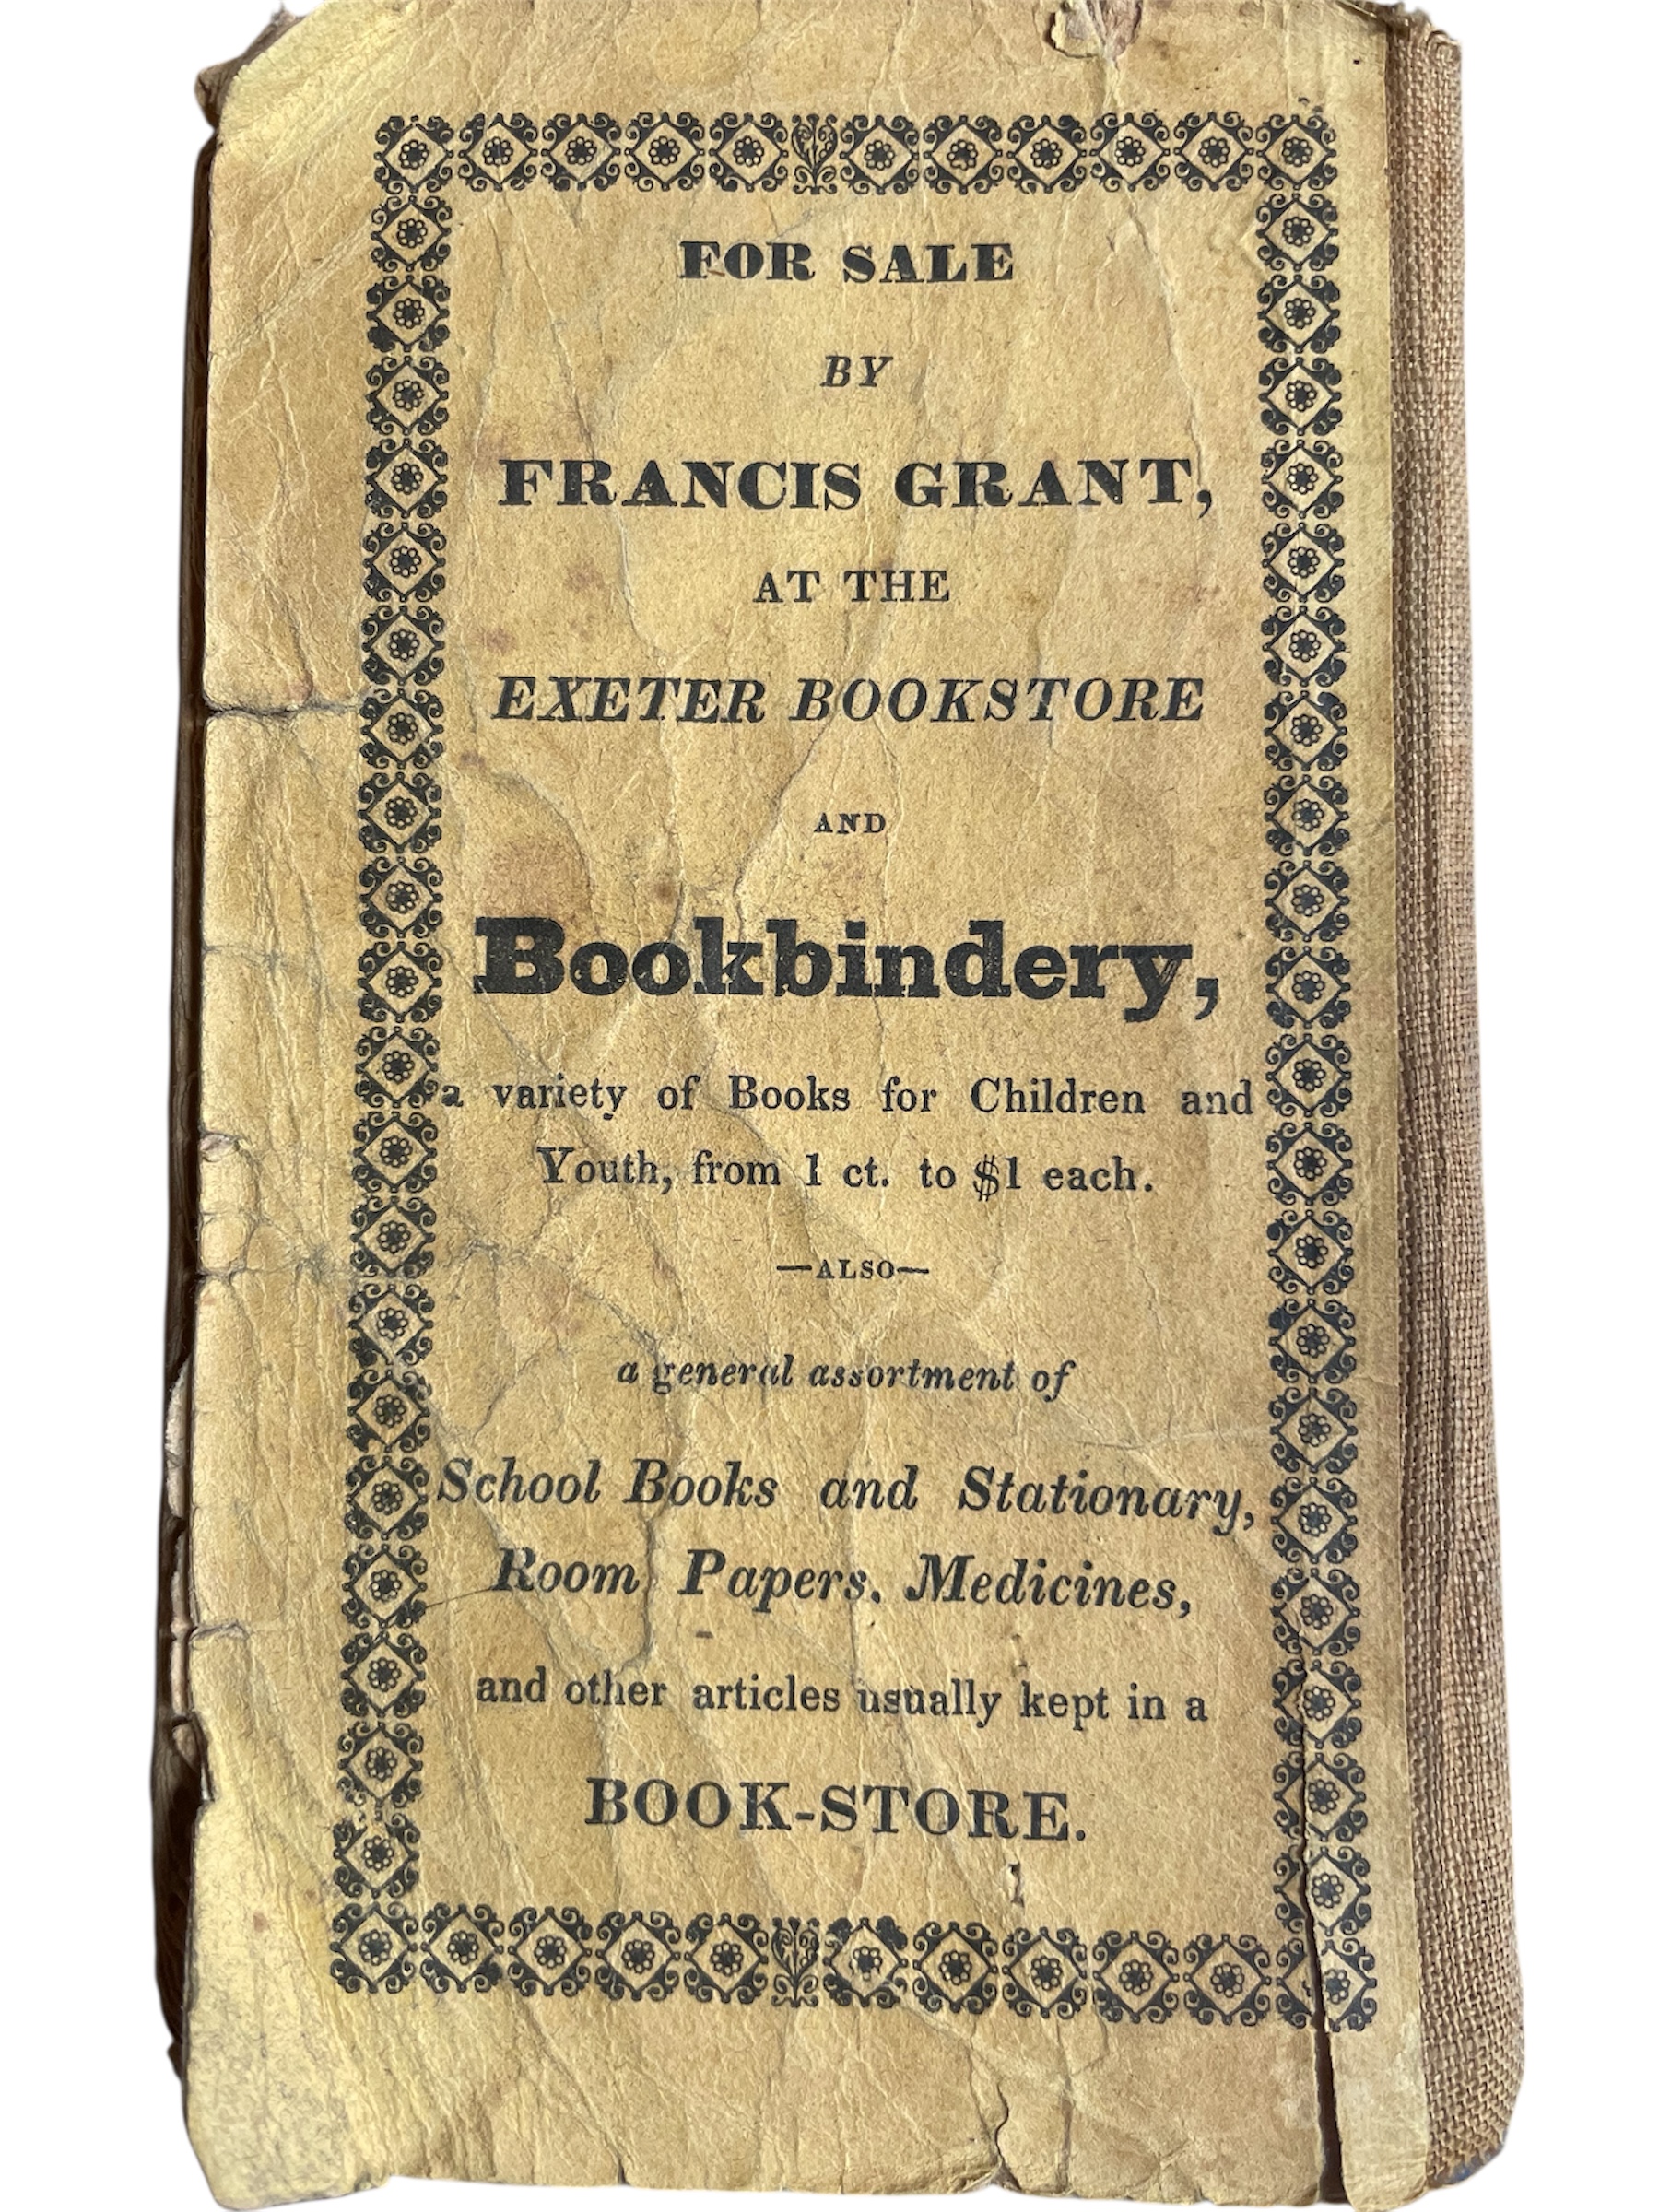 FOR SALE
BY
FRANCIS GRANT,
AT THE
EXETER BOOKSTORE
AND
Bookbindery,
a variety of Books for Children and
Youth, from 1 ct. to $1 each.
—ALSO—
a general assortment of
School Books and Stationary,
Room Papers, Medicines,
and other articles usually kept in a
BOOK-STORE.